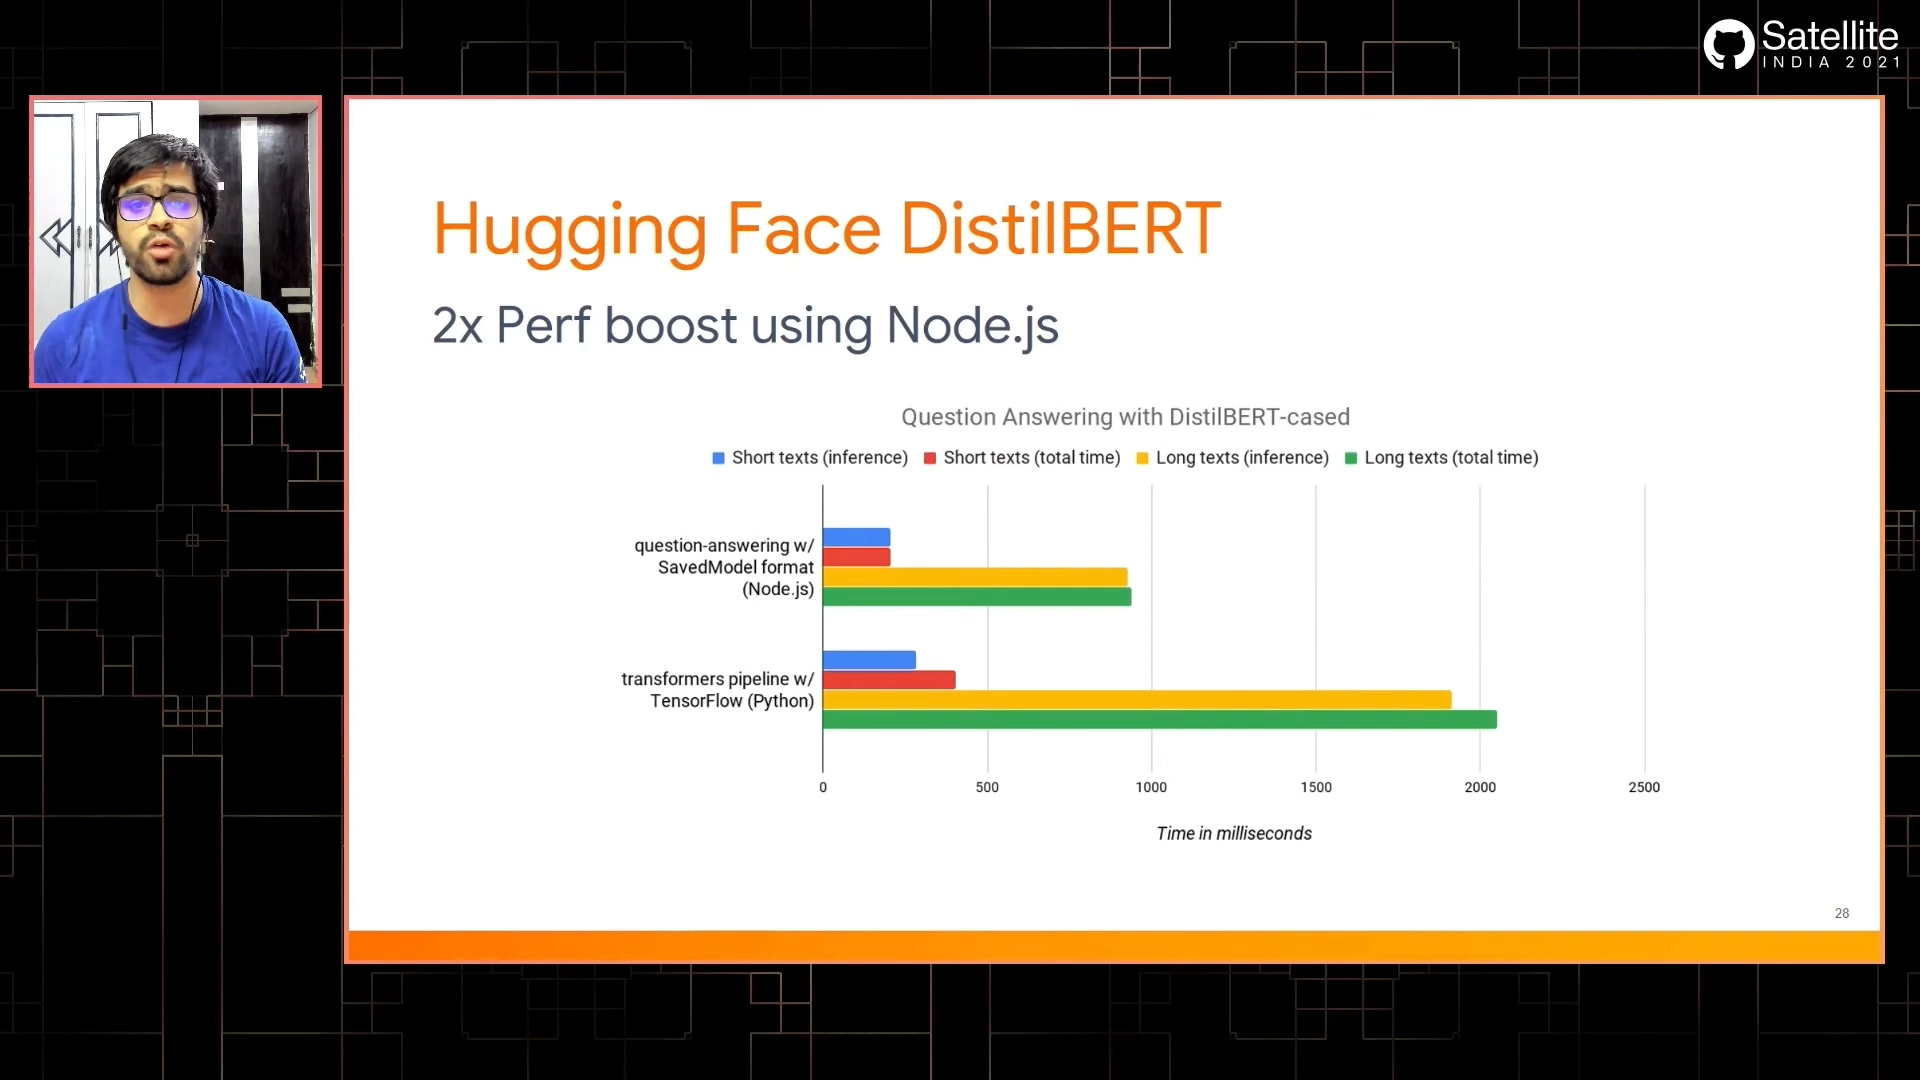 Satellite
INDIA 2021
Hugging Face DistilBERT
2x Perf boost using Node.js
Question Answering with DistilBERT-cased
Short texts (inference) Short texts (total time) Long texts (inference) Long texts (total time)
question-answering w/
SavedModel format
(Node.js)
transformers pipeline w/
TensorFlow (Python)
0 500 1000 1500 2000 2500
Time in milliseconds
28